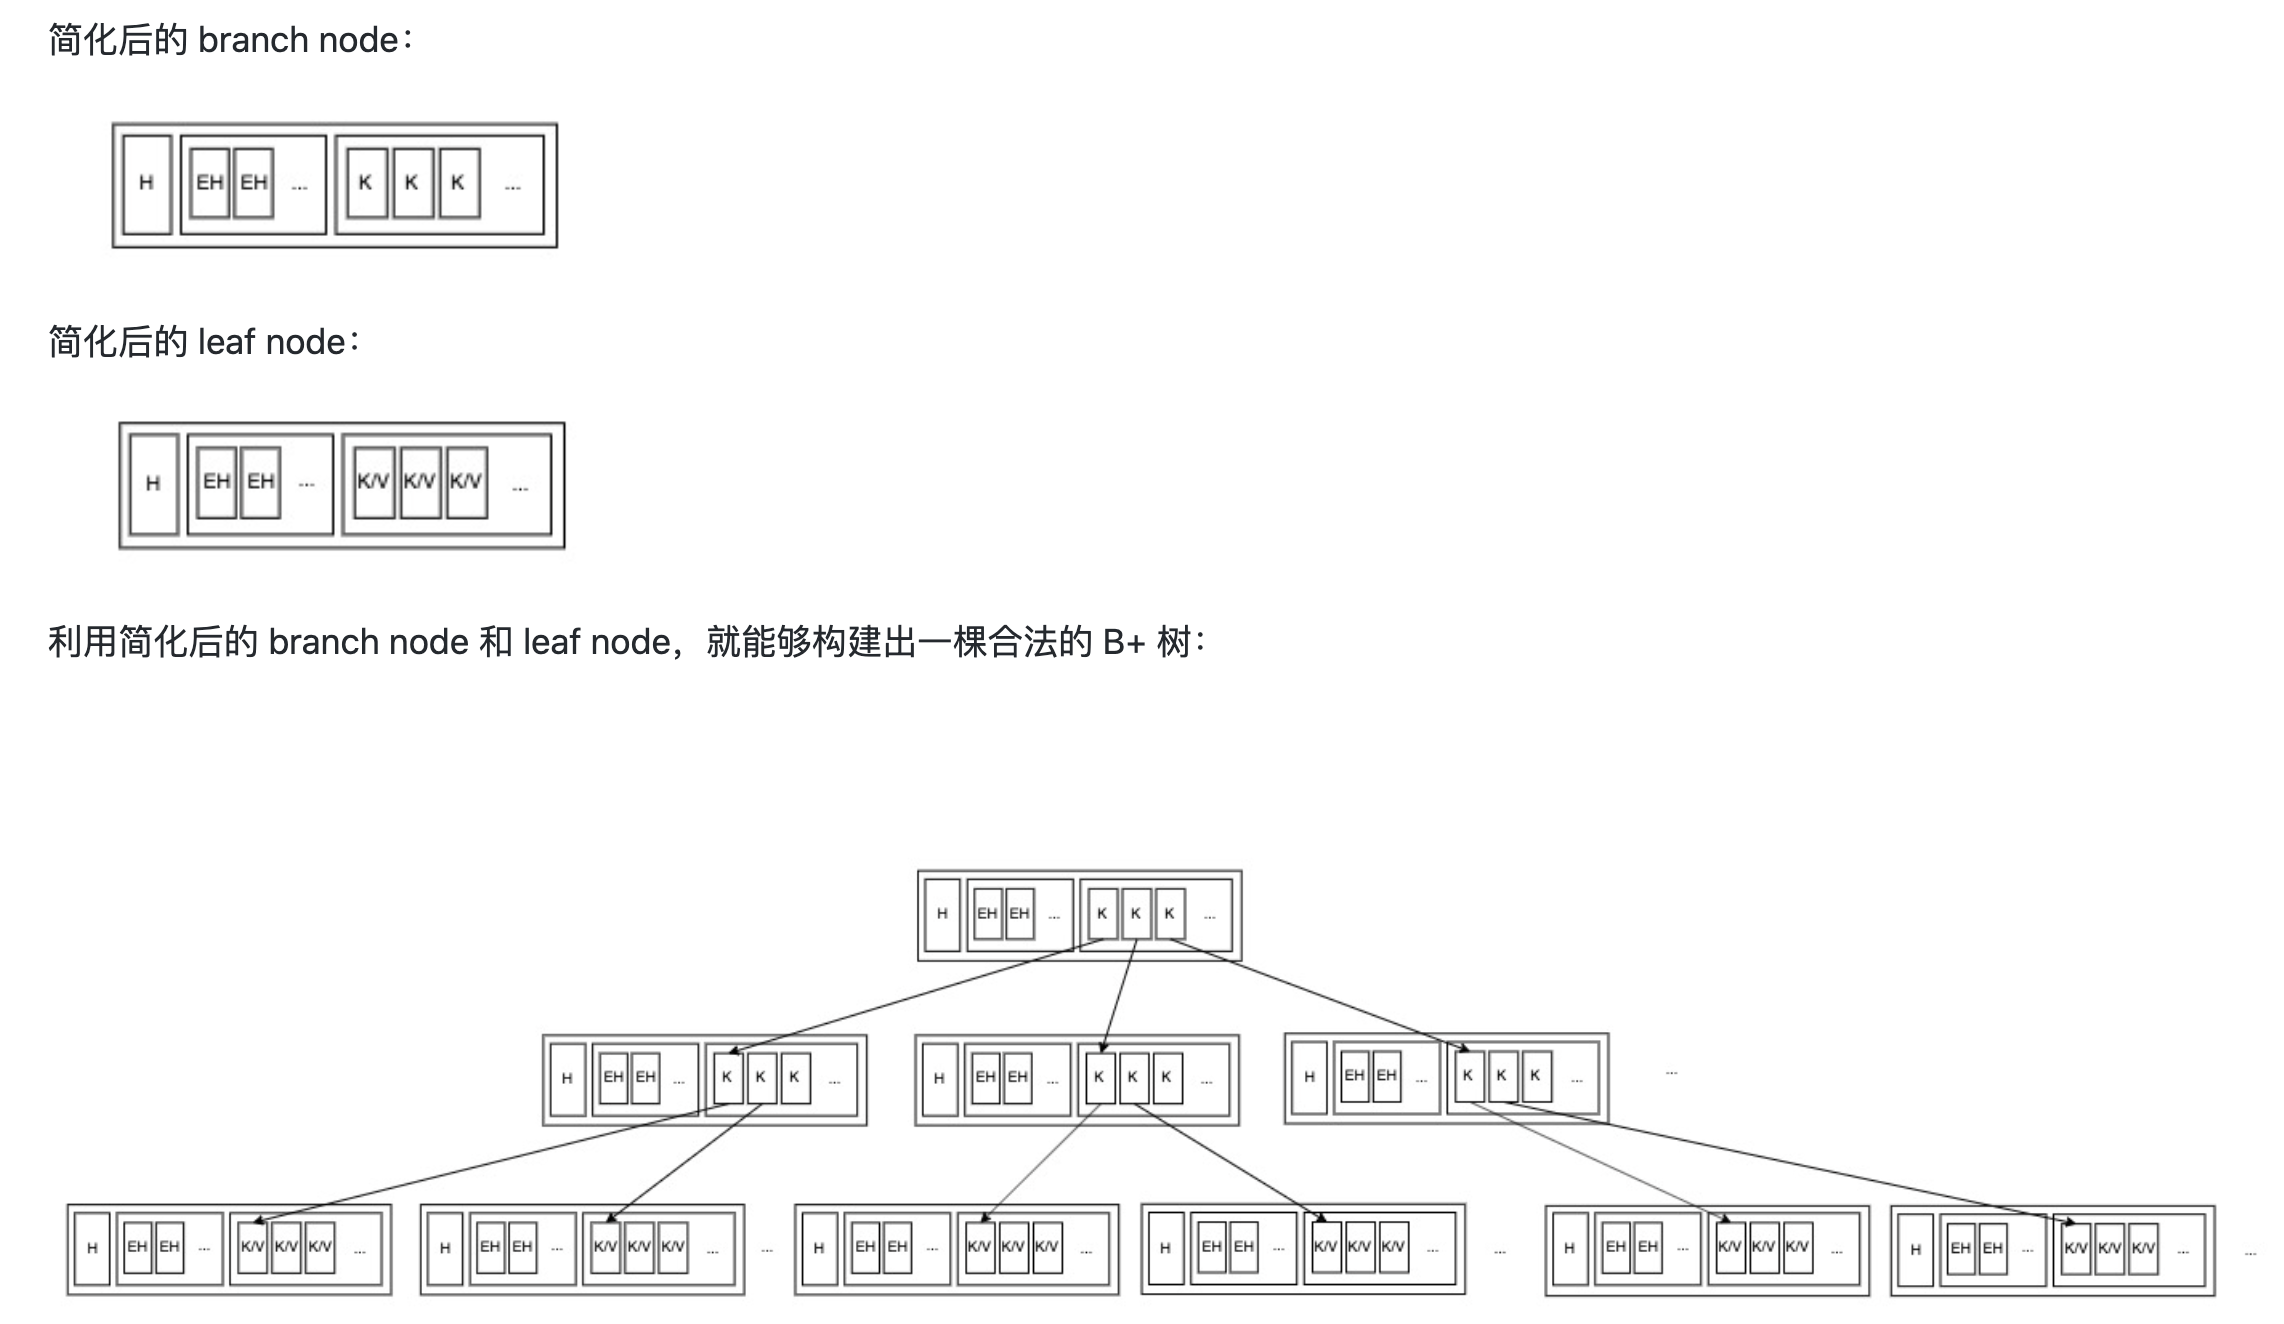 简化后的 branch node：
H EH EH ... K K K ...
简化后的 leaf node：
H EH EH ... K/V K/V K/V ...
利用简化后的 branch node 和 leaf node，就能够构建出一棵合法的 B+ 树：
H EH EH ... K K K ...
H EH EH ... K K K ... H EH EH ... K K K ... H EH EH ... K K K ... ...
H EH EH ... K/V K/V K/V ... H EH EH ... K/V K/V K/V ... ... H EH EH ... K/V K/V K/V ... H EH EH ... K/V K/V K/V ... ... H EH EH ... K/V K/V K/V ... H EH EH ... K/V K/V K/V ... ...